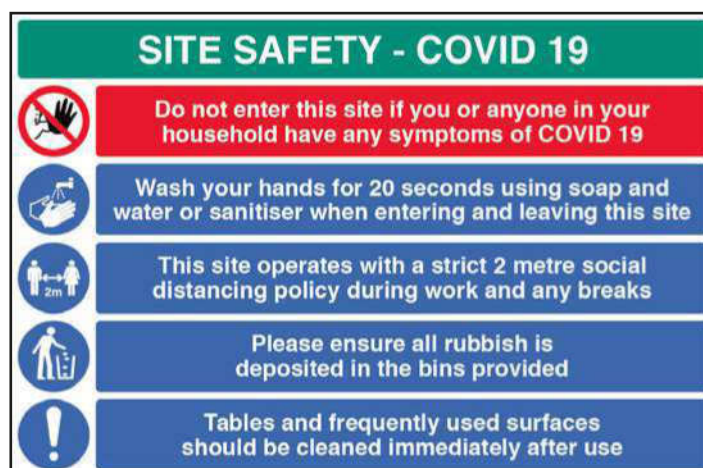 SITE SAFETY - COVID 19
Do not enter this site if you or anyone in your
household have any symptoms of COVID 19
Wash your hands for 20 seconds using soap and
water or sanitiser when entering and leaving this site
This site operates with a strict 2 metre social
distancing policy during work and any breaks
2m
Please ensure all rubbish is
deposited in the bins provided
Tables and frequently used surfaces
should be cleaned immediately after use